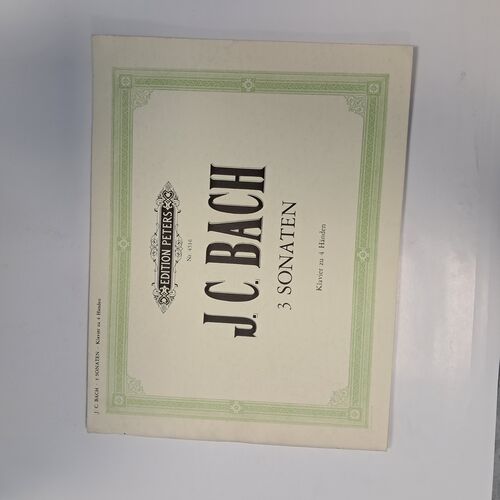 J. C. BACH · 3 SONATEN · Klavier zu 4 Händen
EDITION PETERS
Nr. 4516
J. C. BACH
3 SONATEN
Klavier zu 4 Händen